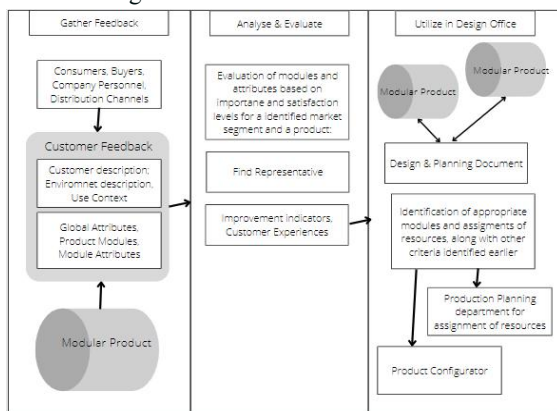 Gather Feedback
Consumers, Buyers,
Company Personnel,
Distribution Channels
Customer Feedback
Customer description;
Enviromnet description,
Use Context
Global Attributes,
Product Modules,
Module Attributes
Modular Product
Analyse & Evaluate
Evaluation of modules and
attributes based on
importane and satisfaction
levels for a identified market
segment and a product:
Find Representative
Improvement indicators,
Customer Experiences
Utilize in Design Office
Modular Product
Modular Product
Design & Planning Document
Identification of appropriate
modules and assigments of
resources, along with other
criteria identified earlier
Production Planning
department for
assignment of resources
Product Configurator